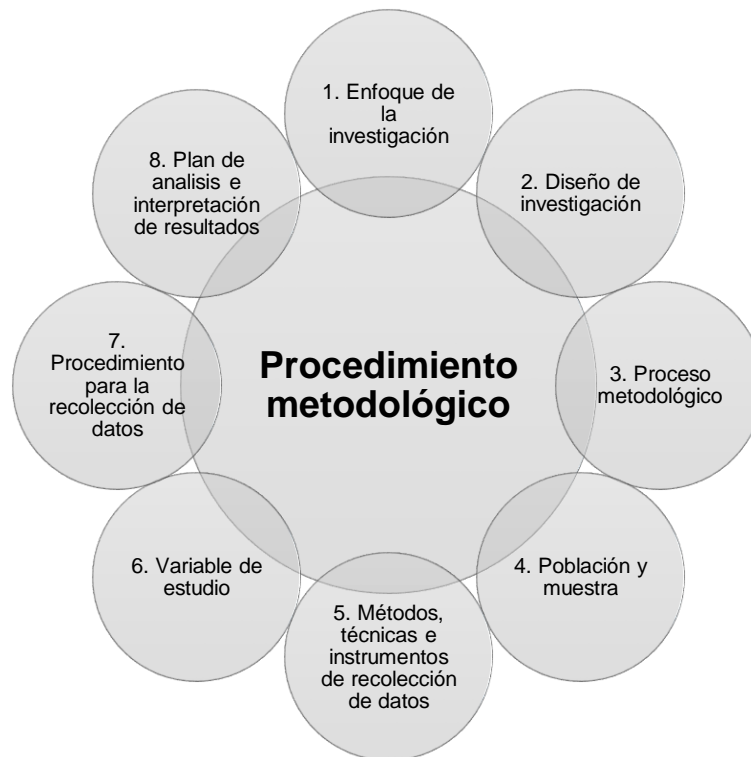 1. Enfoque de
la
investigación
2. Diseño de
investigación
3. Proceso
metodológico
4. Población y
muestra
5. Métodos,
técnicas e
instrumentos
de recolección
de datos
6. Variable de
estudio
7.
Procedimiento
para la
recolección de
datos
8. Plan de
analisis e
interpretación
de resultados
Procedimiento
metodológico